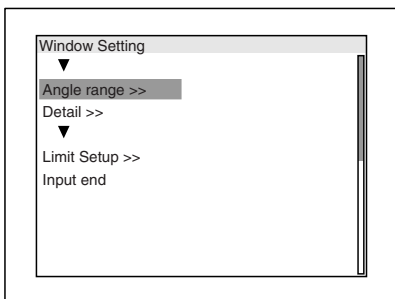 Window Setting
▼
Angle range >>
Detail >>
▼
Limit Setup >>
Input end